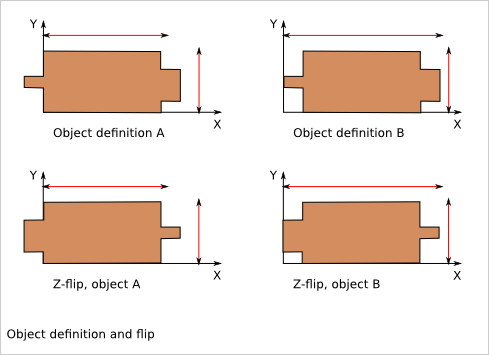 Y Y
X X
Object definition A Object definition B
Y Y
X X
Z-flip, object A Z-flip, object B
Object definition and flip